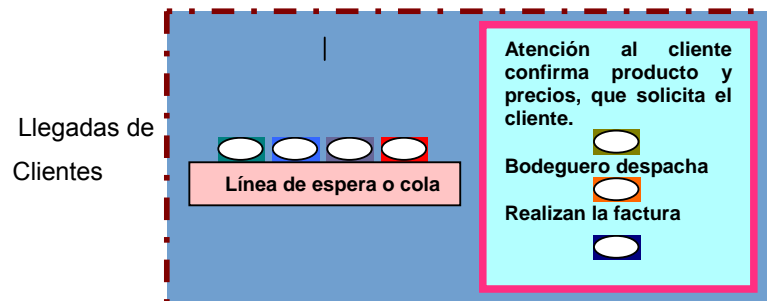 Llegadas de
Clientes
Línea de espera o cola
Atención al cliente
confirma producto y
precios, que solicita el
cliente.
Bodeguero despacha
Realizan la factura